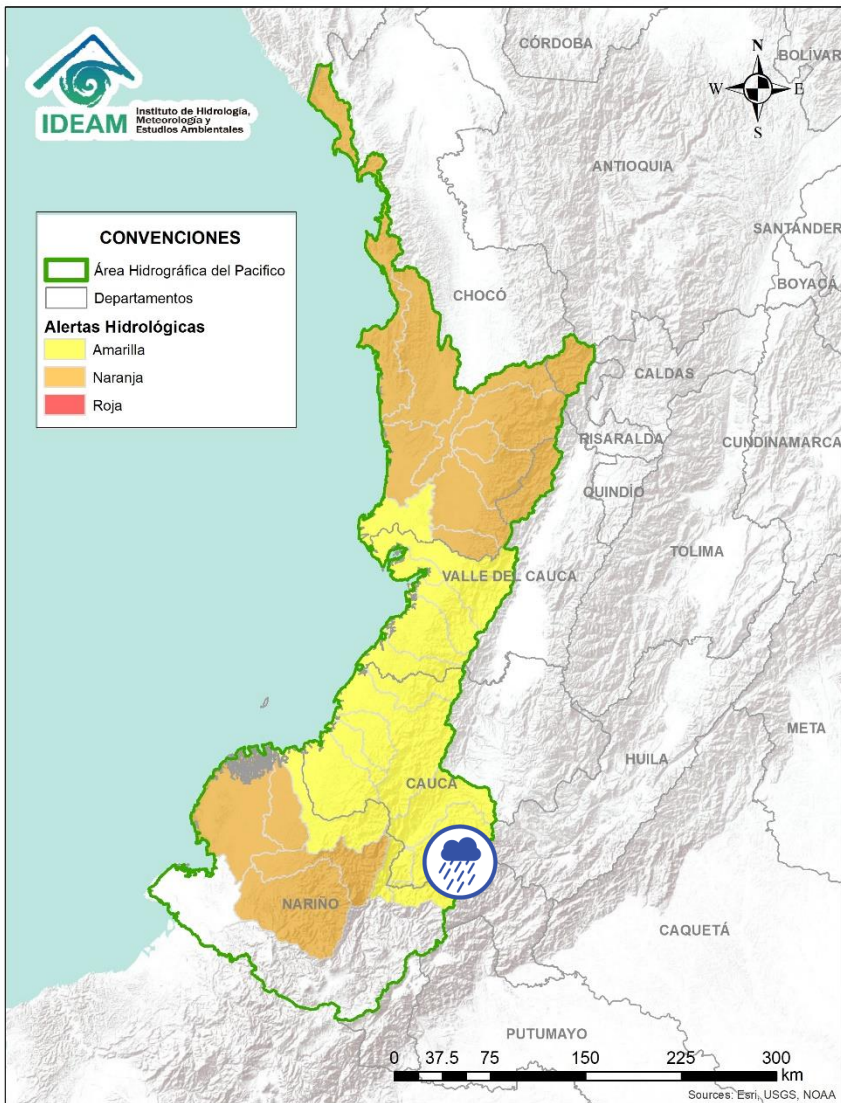 IDEAM
Instituto de Hidrología,
Meteorología y
Estudios Ambientales
N
W E
S
CÓRDOBA
BOLÍVAR
ANTIOQUIA
SANTANDER
BOYACÁ
CHOCÓ
CALDAS
RISARALDA
CUNDINAMARCA
QUINDÍO
TOLIMA
VALLE DEL CAUCA
META
HUILA
CAUCA
NARIÑO
CAQUETÁ
PUTUMAYO
CONVENCIONES
Área Hidrográfica del Pacifico
Departamentos
Alertas Hidrológicas
Amarilla
Naranja
Roja
0 37.5 75 150 225 300
km
Sources: Esri, USGS, NOAA